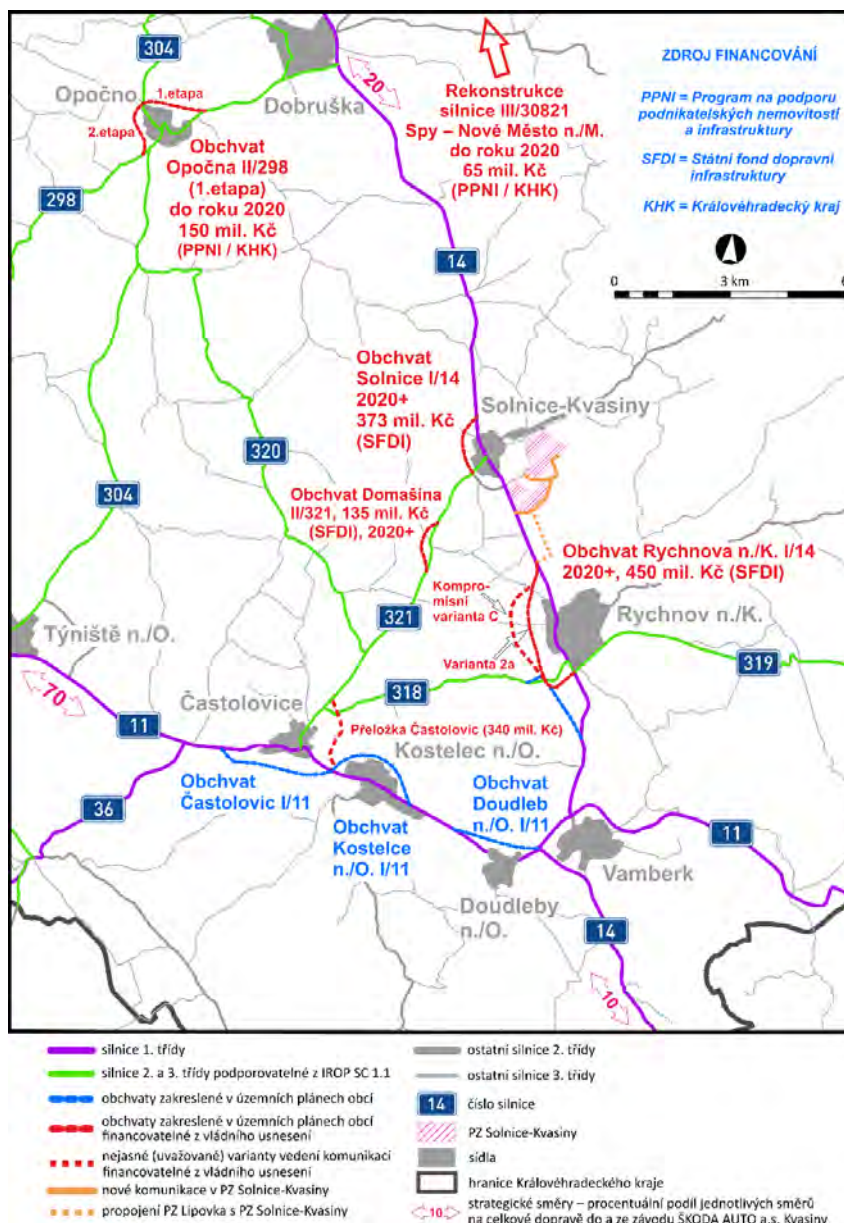 304
Opočno
1.etapa
2.etapa
Dobruška
20
Obchvat
Opočna II/298
(1.etapa)
do roku 2020
150 mil. Kč
(PPNI / KHK)
298
Rekonstrukce
silnice III/30821
Spy – Nové Město n./M.
do roku 2020
65 mil. Kč
(PPNI / KHK)
ZDROJ FINANCOVÁNÍ
PPNI = Program na podporu
podnikatelských nemovitostí
a infrastruktury
SFDI = Státní fond dopravní
infrastruktury
KHK = Královéhradecký kraj
0 3 km 6
14
Obchvat
Solnice I/14
2020+
373 mil. Kč
(SFDI)
Solnice-Kvasiny
320
304
Obchvat Domašína
II/321, 135 mil. Kč
(SFDI), 2020+
Obchvat Rychnova n./K. I/14
2020+, 450 mil. Kč (SFDI)
Kompro-
misní
varianta C
Rychnov n./K.
321
Týniště n./O.
Varianta 2a
319
70
318
Častolovice
11
Přeložka Častolovic (340 mil. Kč)
Kostelec n./O.
Obchvat
Častolovic I/11
Obchvat
Doudleb
n./O. I/11
36
Obchvat
Kostelce
n./O. I/11
11
Vamberk
Doudleby
n./O.
14
10
silnice 1. třídy
silnice 2. a 3. třídy podporovatelné z IROP SC 1.1
obchvaty zakreslené v územních plánech obcí
obchvaty zakreslené v územních plánech obcí
financovatelné z vládního usnesení
nejasné (uvažované) varianty vedení komunikací
financovatelné z vládního usnesení
nové komunikace v PZ Solnice-Kvasiny
propojení PZ Lipovka s PZ Solnice-Kvasiny
ostatní silnice 2. třídy
ostatní silnice 3. třídy
14 číslo silnice
PZ Solnice-Kvasiny
sídla
hranice Královéhradeckého kraje
10 strategické směry – procentuální podíl jednotlivých směrů
na celkové dopravě do a ze závodu ŠKODA AUTO a.s. Kvasiny